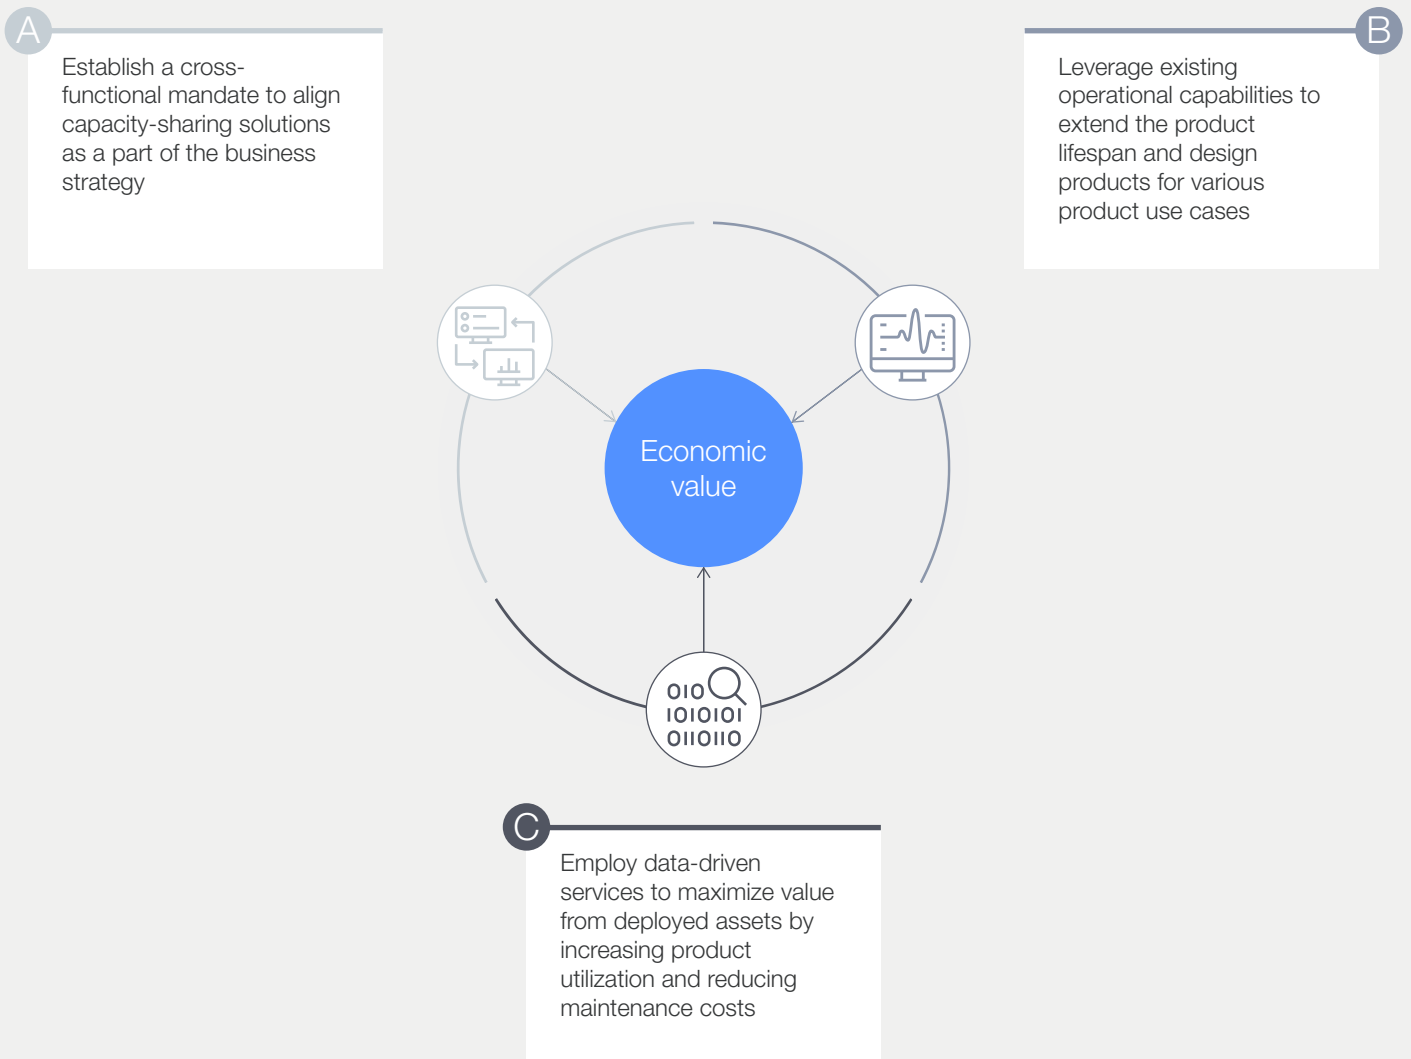 A
Establish a cross-
functional mandate to align
capacity-sharing solutions
as a part of the business
strategy
B
Leverage existing
operational capabilities to
extend the product
lifespan and design
products for various
product use cases
Economic
value
010
1010101
0110110
C
Employ data-driven
services to maximize value
from deployed assets by
increasing product
utilization and reducing
maintenance costs